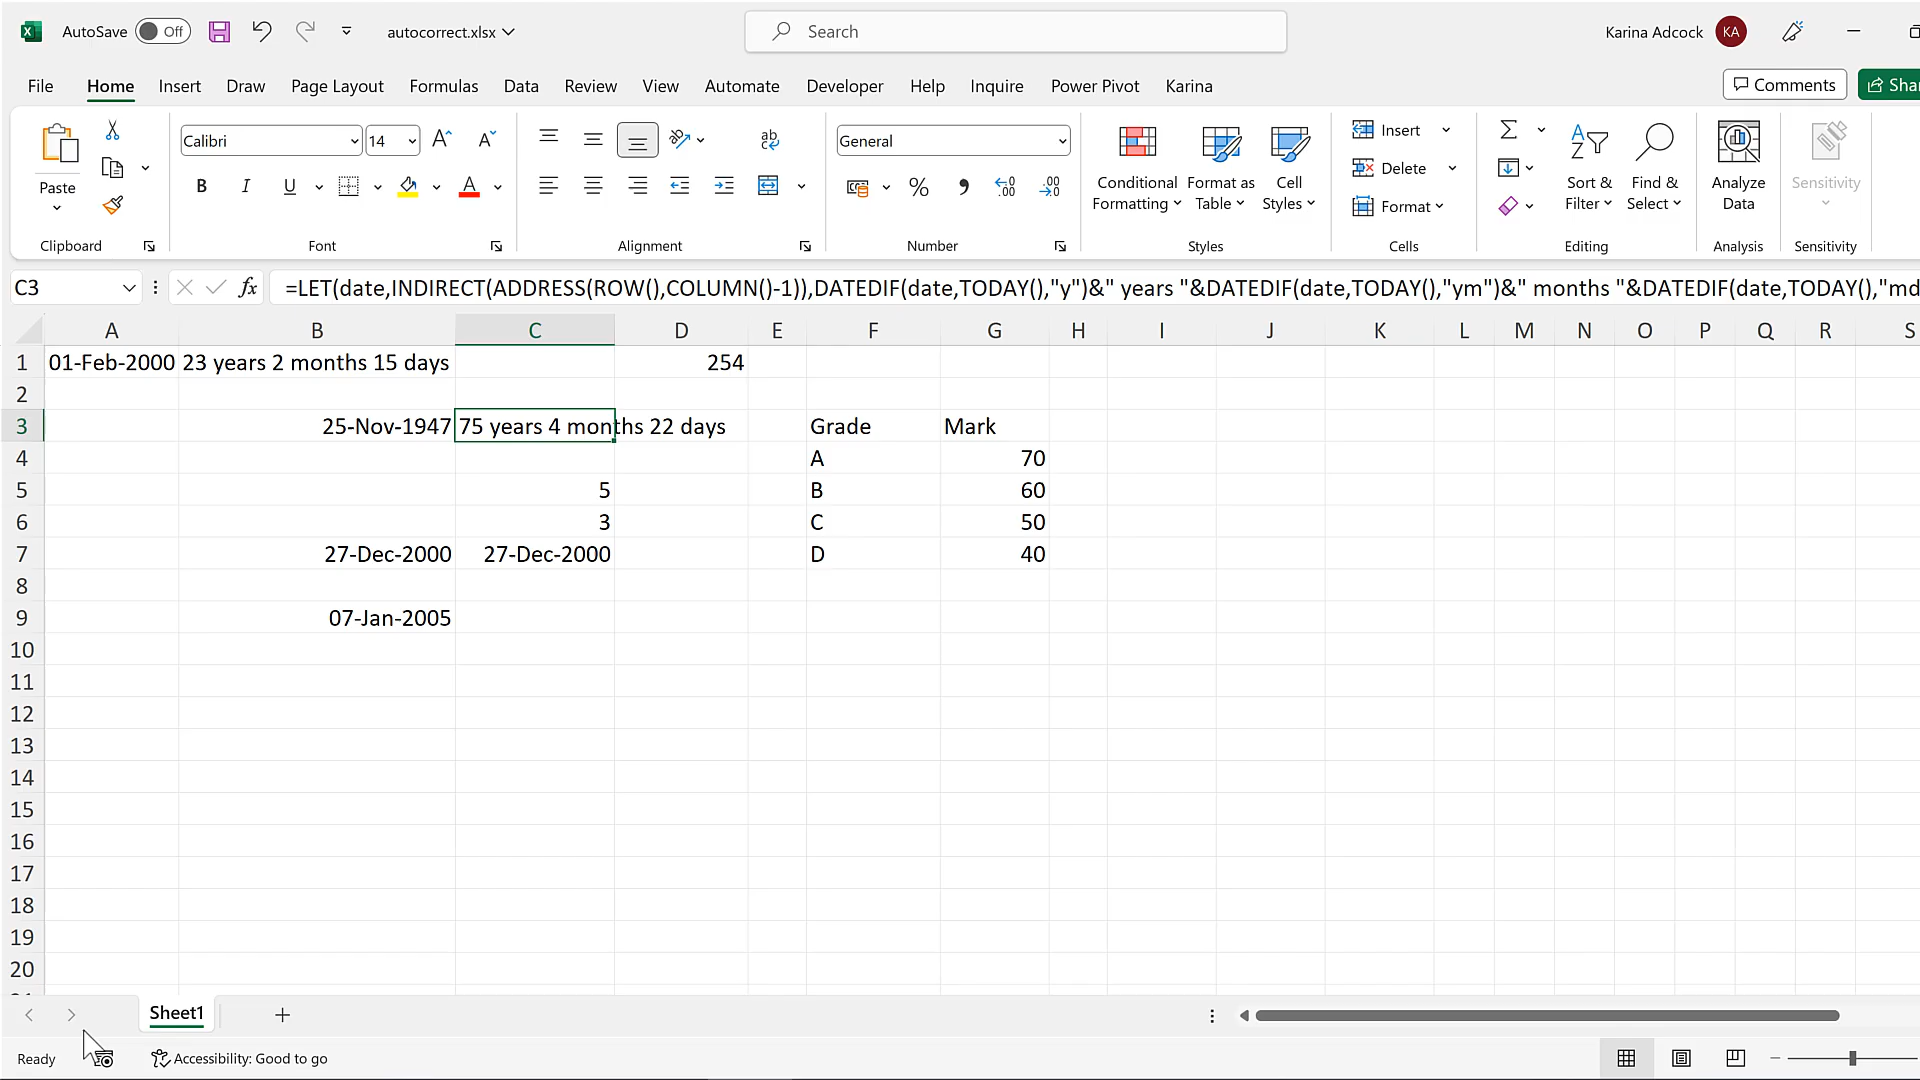 AutoSave Off autocorrect.xlsx Search Karina Adcock KA
File Home Insert Draw Page Layout Formulas Data Review View Automate Developer Help Inquire Power Pivot Karina Comments Shar
Calibri 14 General
Paste Conditional Formatting Format as Table Cell Styles Insert Delete Format Sort & Filter Find & Select Analyze Data Sensitivity
Clipboard Font Alignment Number Styles Cells Editing Analysis Sensitivity
C3 fx =LET(date,INDIRECT(ADDRESS(ROW(),COLUMN()-1)),DATEDIF(date,TODAY(),"y")&" years "&DATEDIF(date,TODAY(),"ym")&" months "&DATEDIF(date,TODAY(),"md
A B C D E F G H I J K L M N O P Q R S
1 01-Feb-2000 23 years 2 months 15 days 254
2
3 25-Nov-1947 75 years 4 months 22 days Grade Mark
4 A 70
5 5 B 60
6 3 C 50
7 27-Dec-2000 27-Dec-2000 D 40
8
9 07-Jan-2005
10
11
12
13
14
15
16
17
18
19
20
Sheet1
Ready Accessibility: Good to go